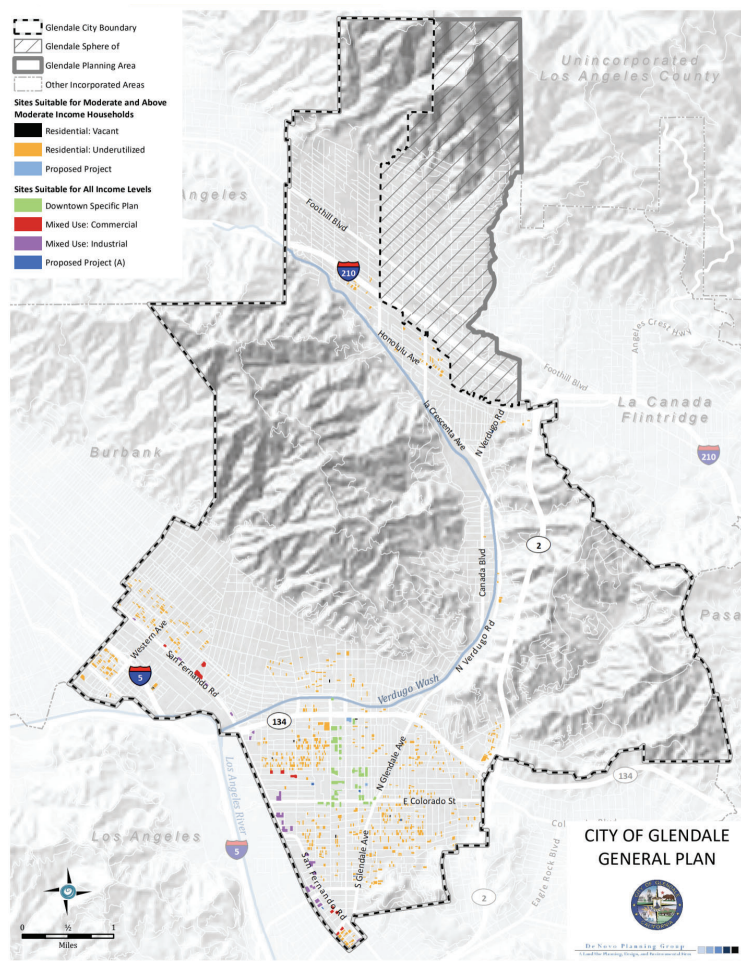 Glendale City Boundary
Glendale Sphere of
Glendale Planning Area
Other Incorporated Areas
Sites Suitable for Moderate and Above
Moderate Income Households
Residential: Vacant
Residential: Underutilized
Proposed Project
Sites Suitable for All Income Levels
Downtown Specific Plan
Mixed Use: Commercial
Mixed Use: Industrial
Proposed Project (A)
Unincorporated
Los Angeles County
Angeles
Foothill Blvd
210
Honolulu Ave
Angeles Crest Hwy
Foothill Blvd
La Canada
Flintridge
La Crescenta Ave
N Verdugo Rd
Burbank
210
2
Canada Blvd
Pasa
Western Ave
San Fernando Rd
5
N Verdugo Rd
Verdugo Wash
134
N Glendale Ave
134
Los Angeles River
E Colorado St
Los Angeles
5
San Fernando Rd
S Glendale Ave
Eagle Rock Blvd
2
G
0 ½ 1
Miles
CITY OF GLENDALE
GENERAL PLAN
De Novo Planning Group